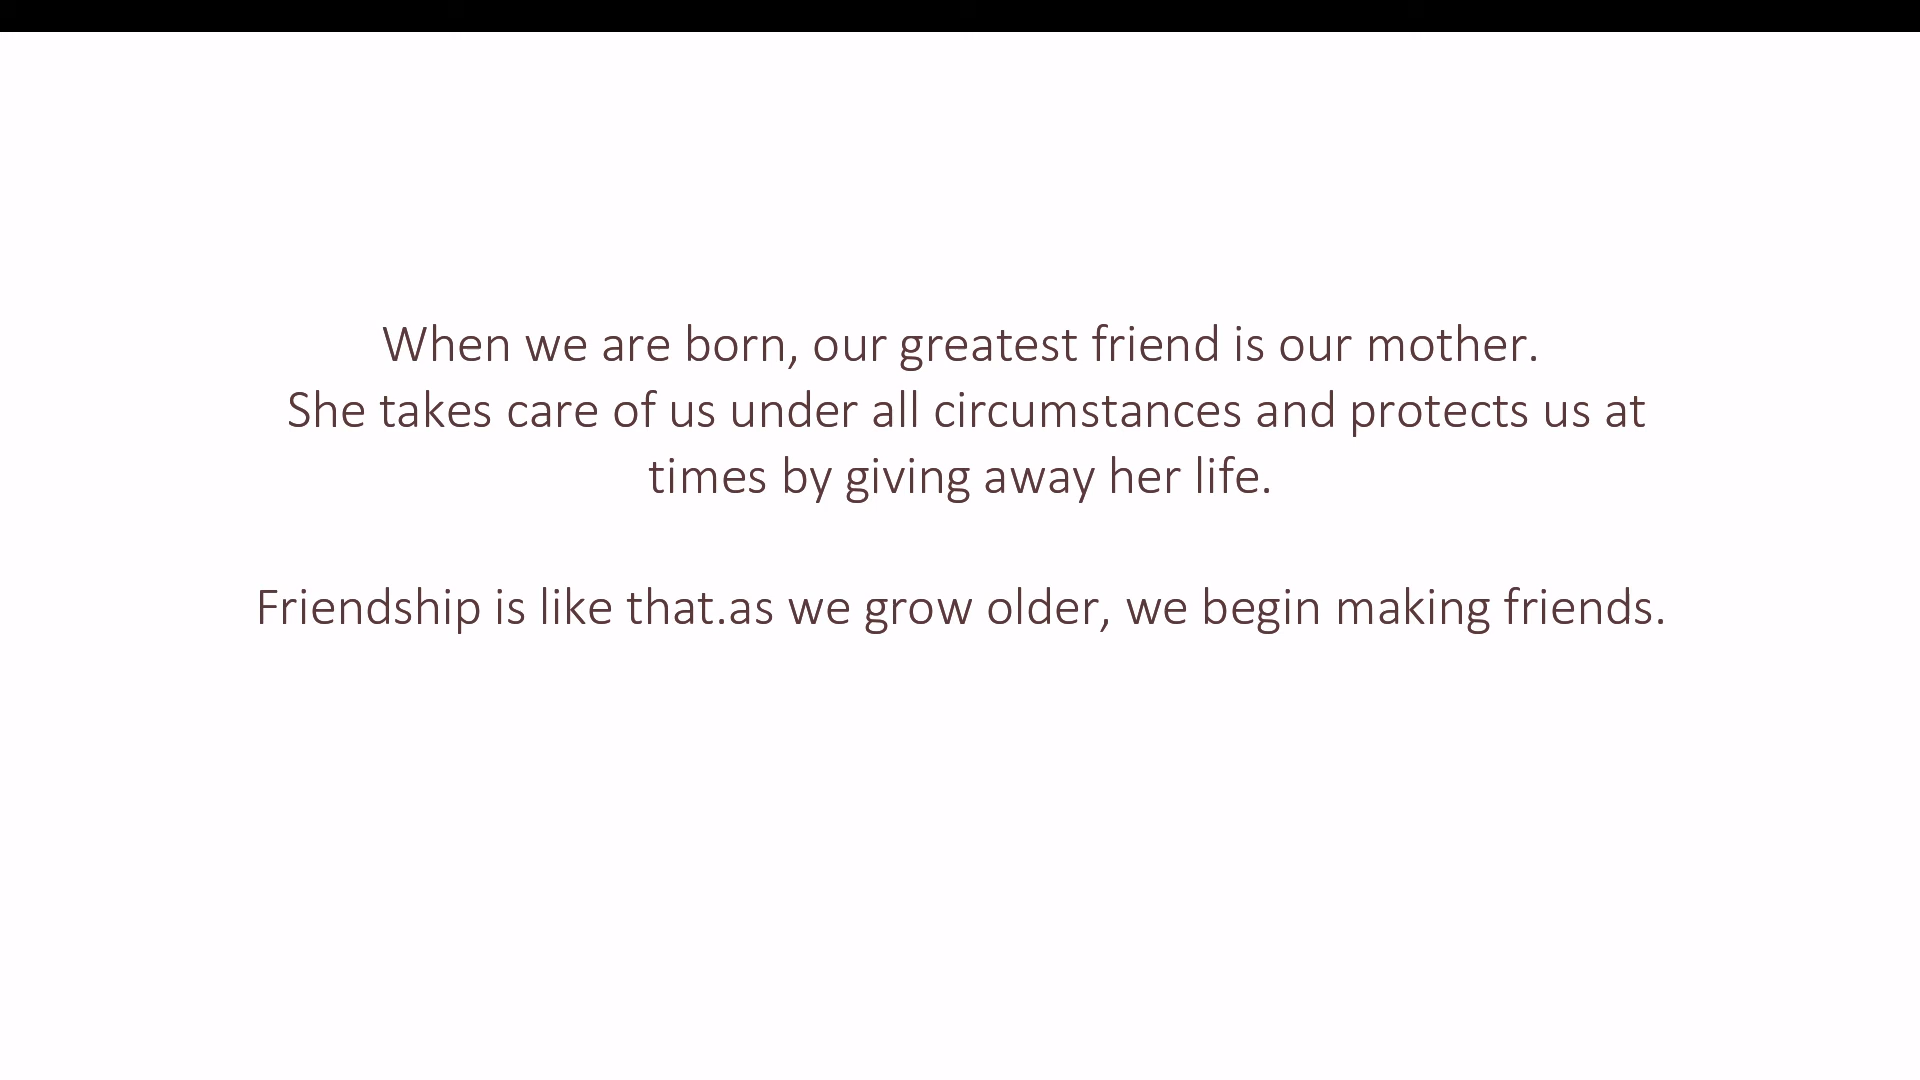 When we are born, our greatest friend is our mother.
She takes care of us under all circumstances and protects us at
times by giving away her life.
Friendship is like that.as we grow older, we begin making friends.